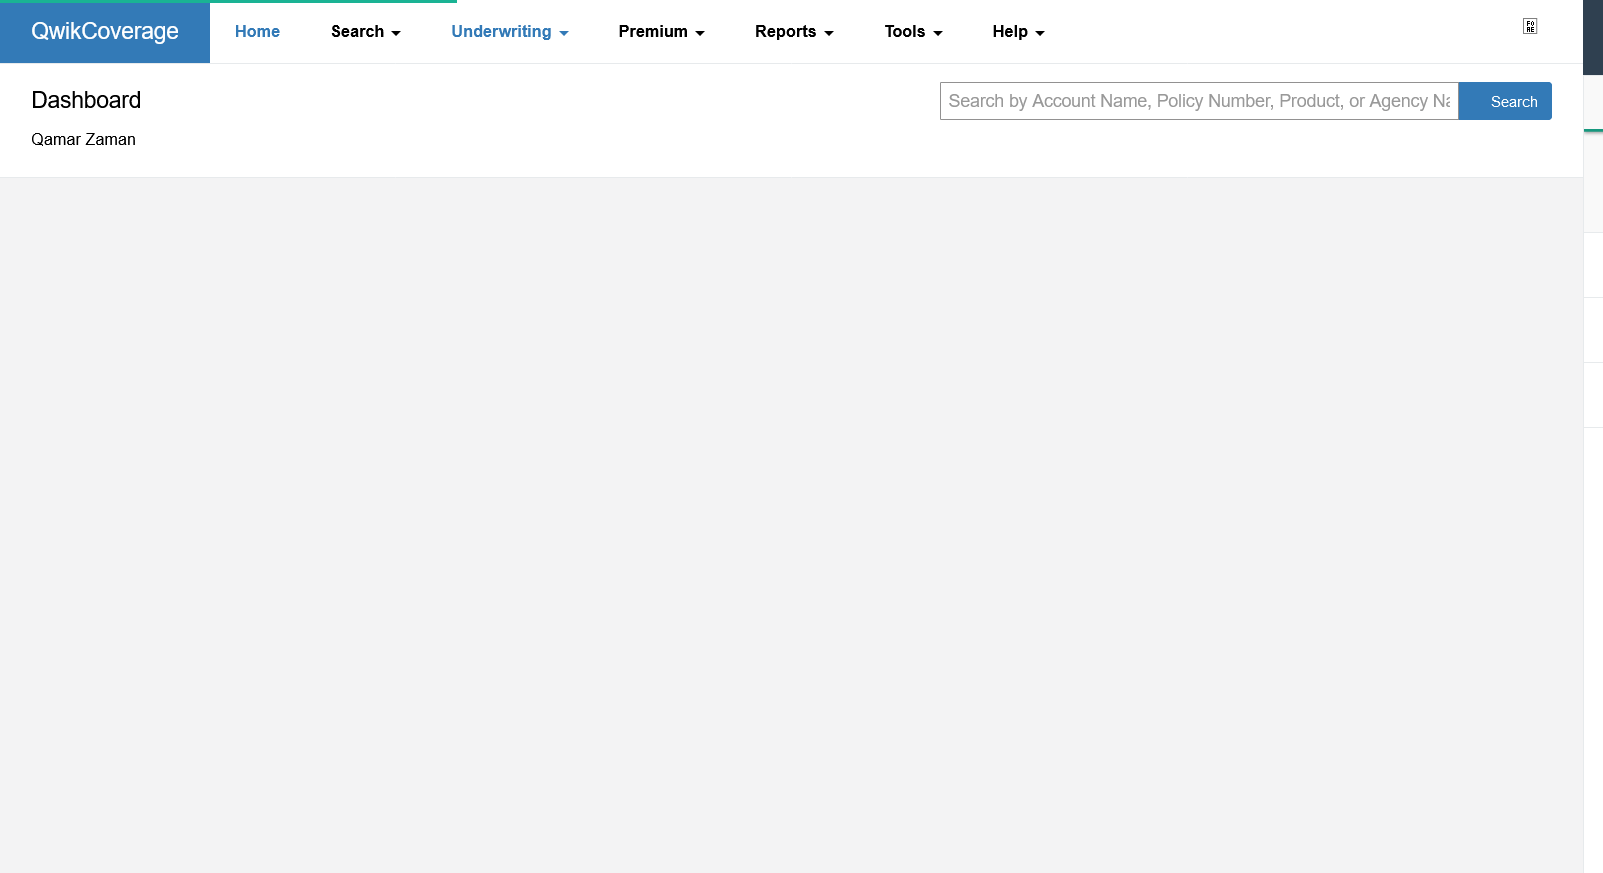 QwikCoverage Home Search Underwriting Premium Reports Tools Help
Dashboard
Search by Account Name, Policy Number, Product, or Agency Na
Search
Qamar Zaman